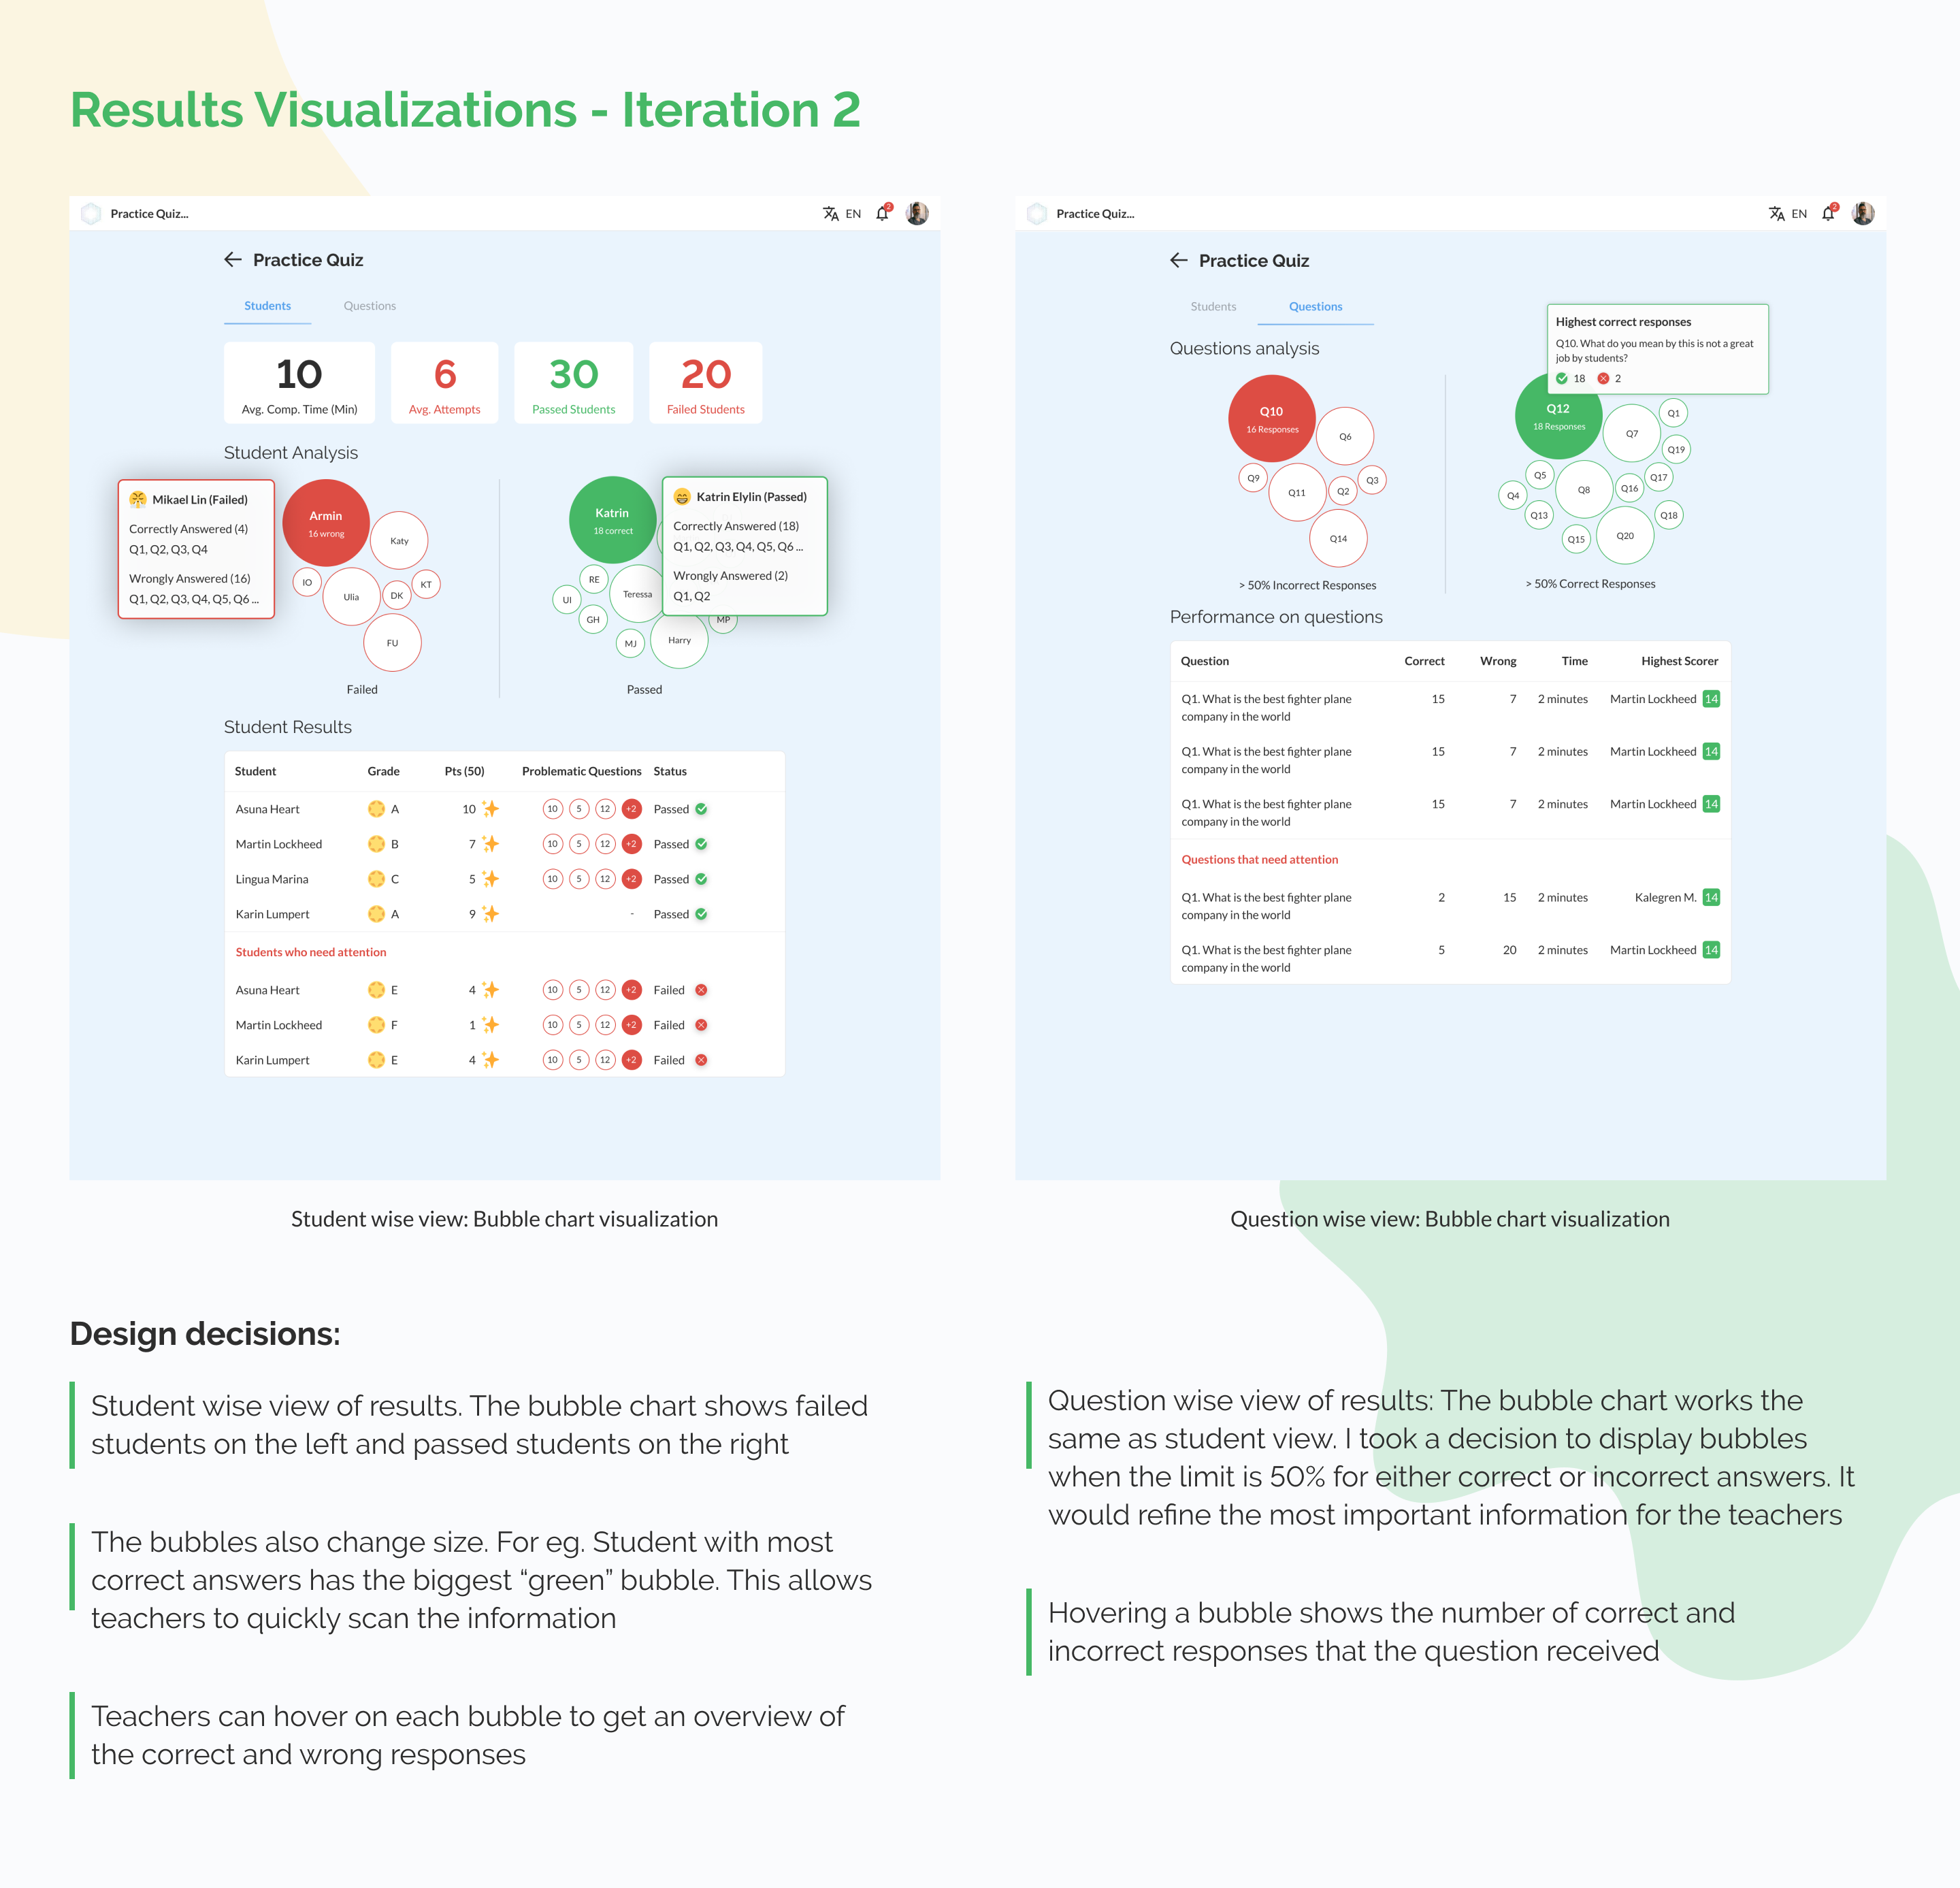 Results Visualizations - Iteration 2
Practice Quiz...
EN
2
Practice Quiz
Students
Questions
10
Avg. Comp. Time (Min)
6
Avg. Attempts
30
Passed Students
20
Failed Students
Student Analysis
Mikael Lin (Failed)
Correctly Answered (4)
Q1, Q2, Q3, Q4
Wrongly Answered (16)
Q1, Q2, Q3, Q4, Q5, Q6 ...
Armin
16 wrong
Katy
IO
Ulia
DK
KT
FU
Failed
Katrin
18 correct
Katrin Elylin (Passed)
Correctly Answered (18)
Q1, Q2, Q3, Q4, Q5, Q6 ...
Wrongly Answered (2)
Q1, Q2
RE
UI
Teressa
GH
MJ
Harry
MP
Passed
Student Results
Student Grade Pts (50) Problematic Questions Status
Asuna Heart A 10 10 5 12 +2 Passed
Martin Lockheed B 7 10 5 12 +2 Passed
Lingua Marina C 5 10 5 12 +2 Passed
Karin Lumpert A 9 - Passed
Students who need attention
Asuna Heart E 4 10 5 12 +2 Failed
Martin Lockheed F 1 10 5 12 +2 Failed
Karin Lumpert E 4 10 5 12 +2 Failed
Student wise view: Bubble chart visualization
Practice Quiz...
EN
2
Practice Quiz
Students
Questions
Questions analysis
Q10
16 Responses
Q6
Q9
Q11
Q2
Q3
Q14
> 50% Incorrect Responses
Highest correct responses
Q10. What do you mean by this is not a great
job by students?
18 2
Q12
18 Responses
Q7
Q1
Q19
Q5
Q8
Q16
Q17
Q4
Q13
Q18
Q15
Q20
> 50% Correct Responses
Performance on questions
Question Correct Wrong Time Highest Scorer
Q1. What is the best fighter plane 15 7 2 minutes Martin Lockheed 14
company in the world
Q1. What is the best fighter plane 15 7 2 minutes Martin Lockheed 14
company in the world
Q1. What is the best fighter plane 15 7 2 minutes Martin Lockheed 14
company in the world
Questions that need attention
Q1. What is the best fighter plane 2 15 2 minutes Kalegren M. 14
company in the world
Q1. What is the best fighter plane 5 20 2 minutes Martin Lockheed 14
company in the world
Question wise view: Bubble chart visualization
Design decisions:
Student wise view of results. The bubble chart shows failed
students on the left and passed students on the right
The bubbles also change size. For eg. Student with most
correct answers has the biggest “green” bubble. This allows
teachers to quickly scan the information
Teachers can hover on each bubble to get an overview of
the correct and wrong responses
Question wise view of results: The bubble chart works the
same as student view. I took a decision to display bubbles
when the limit is 50% for either correct or incorrect answers. It
would refine the most important information for the teachers
Hovering a bubble shows the number of correct and
incorrect responses that the question received